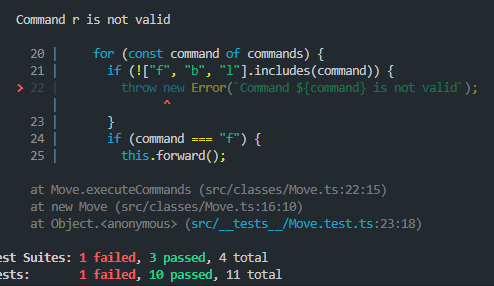 Command r is not valid
20 | for (const command of commands) {
21 | if (!["f", "b", "l"].includes(command)) {
> 22 | throw new Error(`Command ${command} is not valid`);
| ^
23 | }
24 | if (command === "f") {
25 | this.forward();
at Move.executeCommands (src/classes/Move.ts:22:15)
at new Move (src/classes/Move.ts:16:10)
at Object.<anonymous> (src/__tests__/Move.test.ts:23:18)
est Suites: 1 failed, 3 passed, 4 total
ests: 1 failed, 10 passed, 11 total